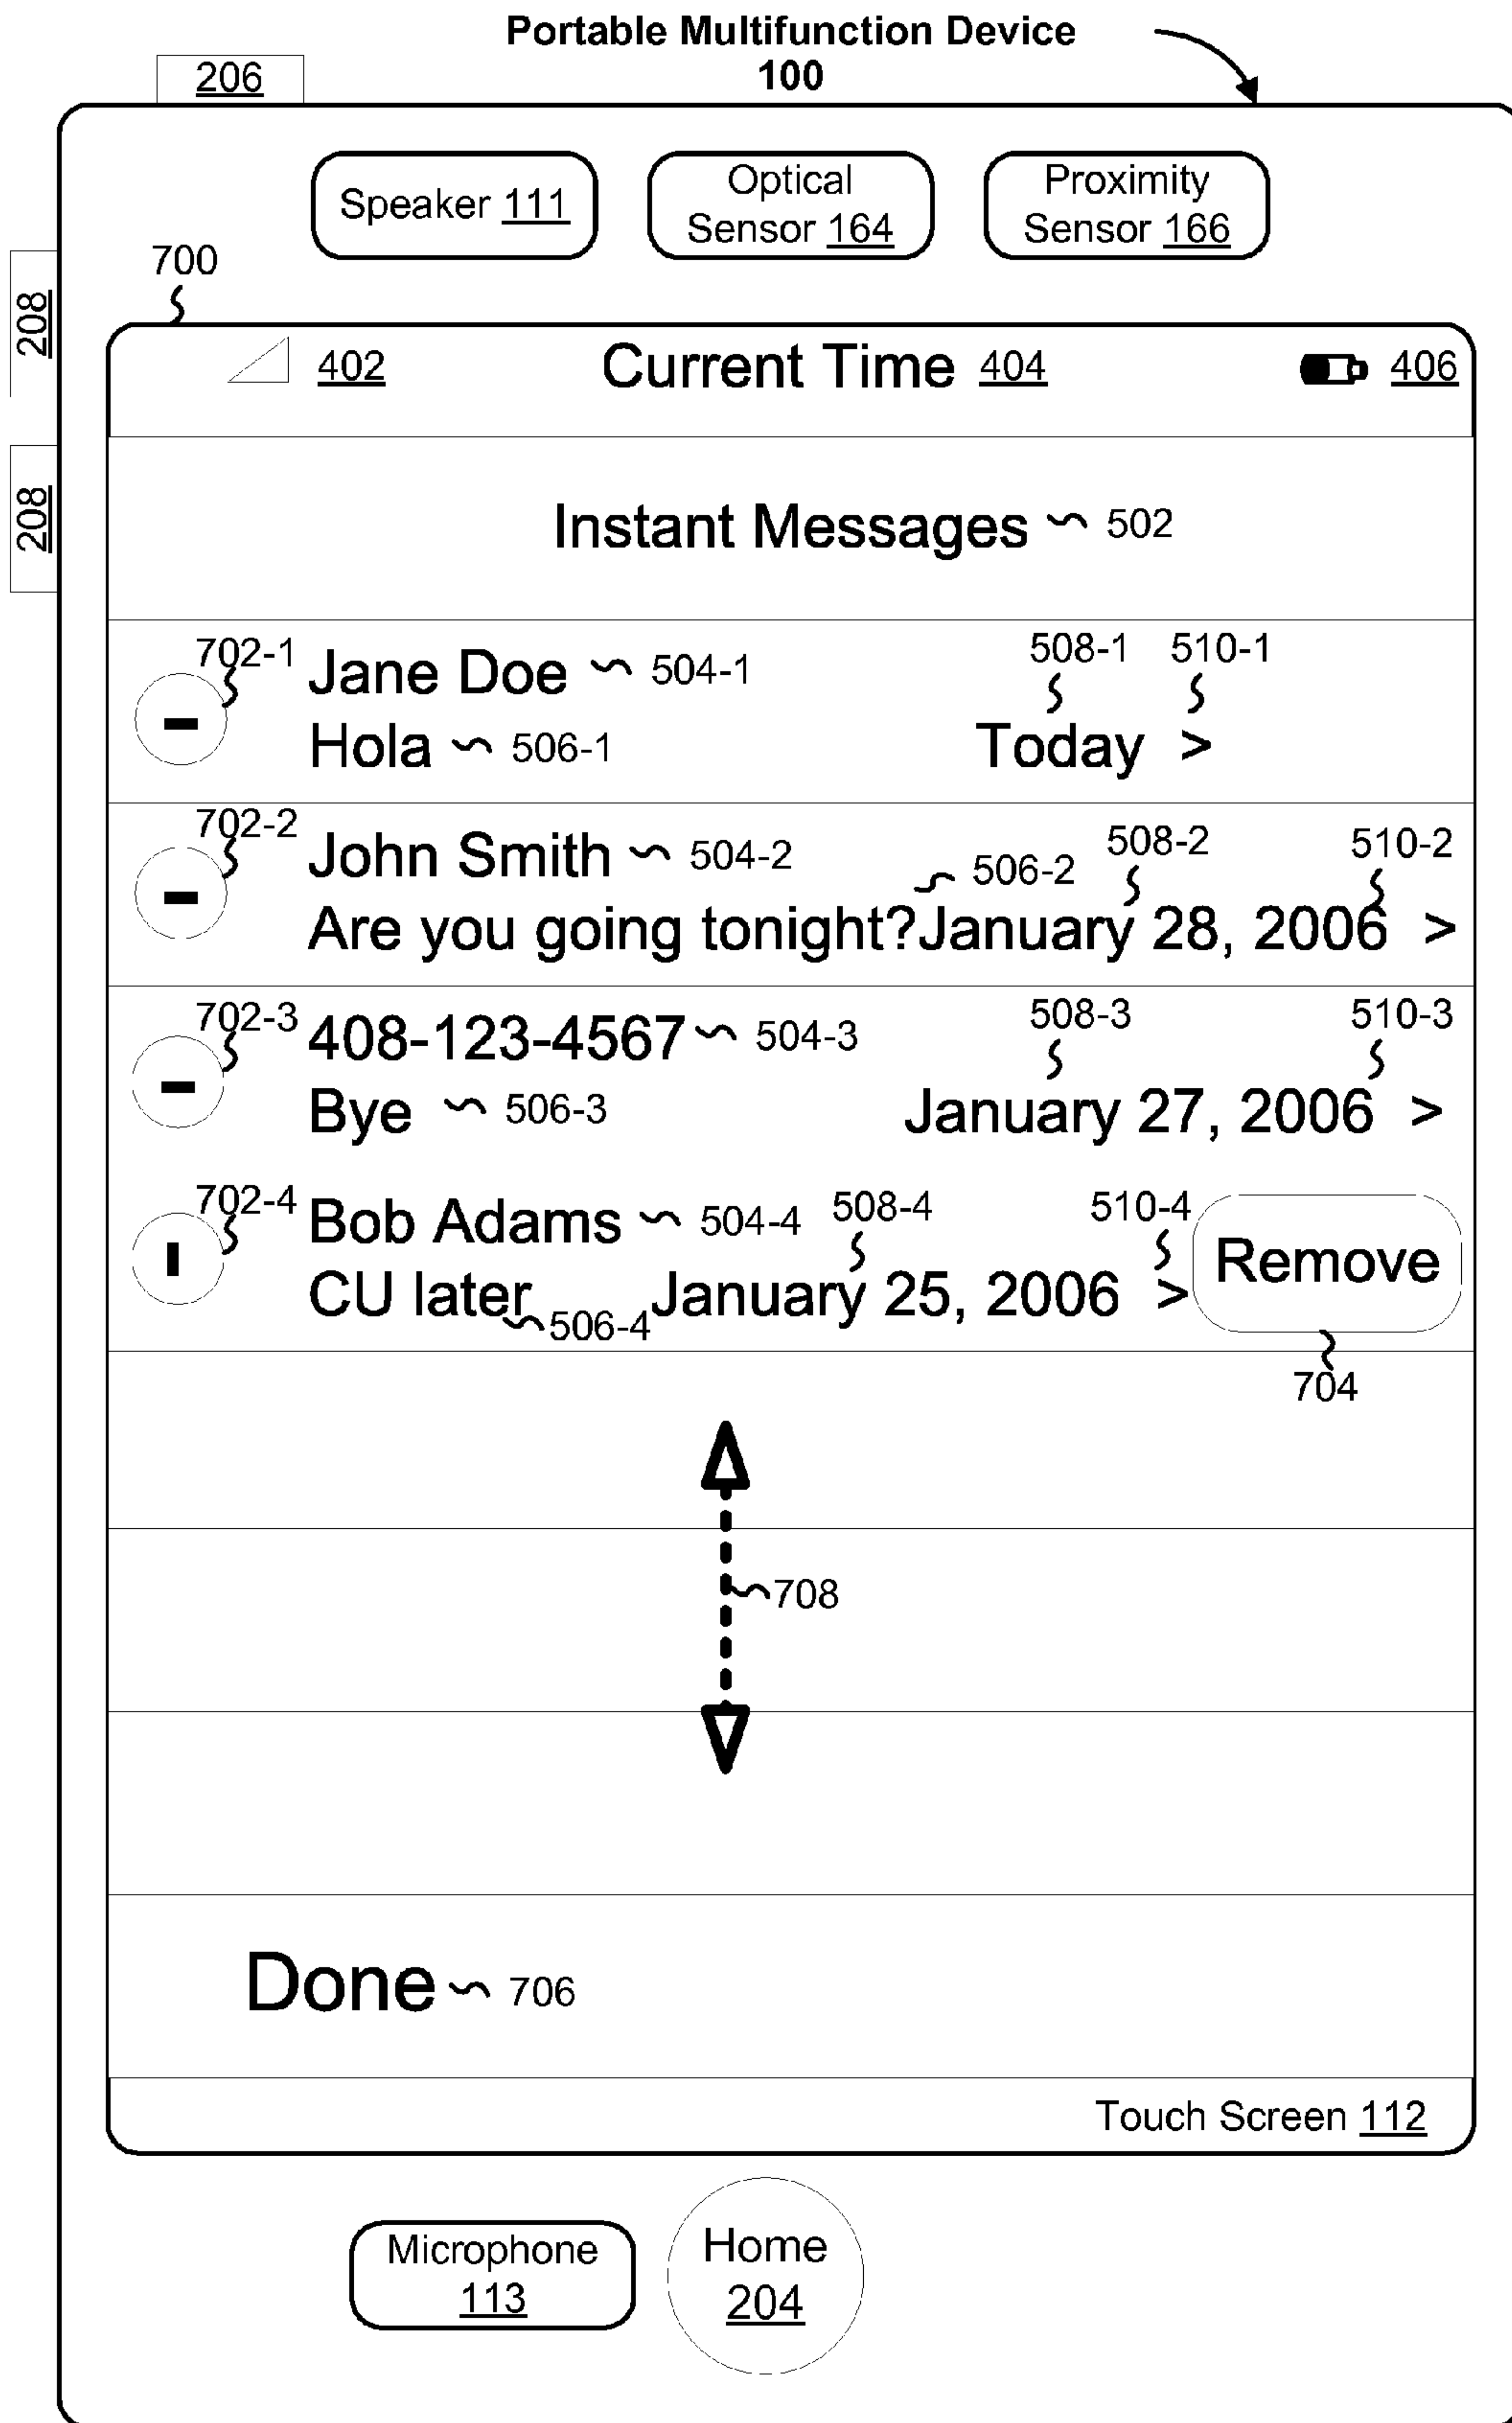 Portable Multifunction Device
100
206
Speaker 111
Optical
Sensor 164
Proximity
Sensor 166
700
208
402
Current Time 404
406
208
Instant Messages 502
702-1
Jane Doe 504-1
508-1
510-1
Hola 506-1
Today >
702-2
John Smith 504-2
506-2
508-2
510-2
Are you going tonight?January 28, 2006 >
702-3
408-123-4567 504-3
508-3
510-3
Bye 506-3
January 27, 2006 >
702-4
Bob Adams 504-4
508-4
510-4
Remove
CU later 506-4
January 25, 2006 >
704
708
Done 706
Touch Screen 112
Microphone
113
Home
204